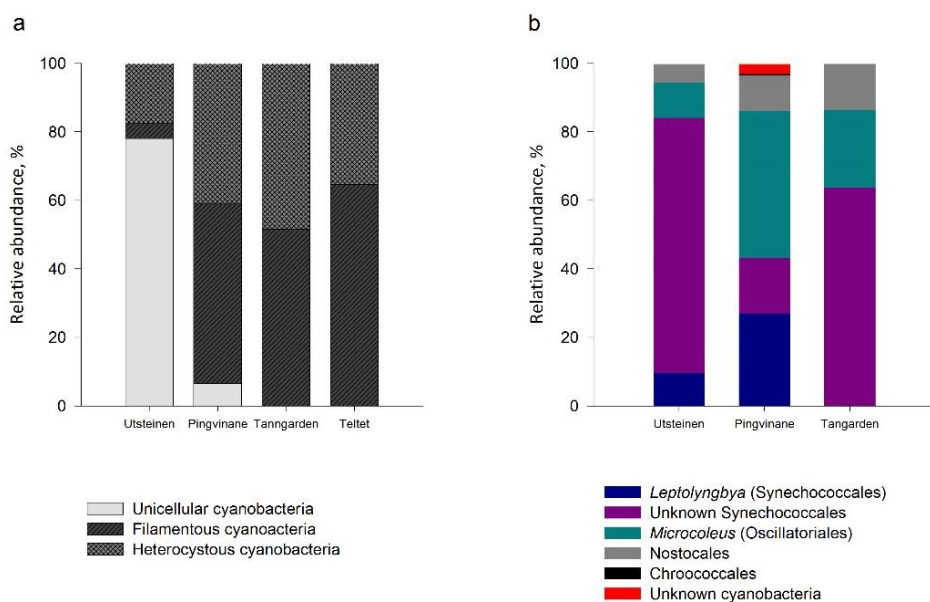 a
100
80
60
40
20
0
Relative abundance, %
Utsteinen Pingvinane Tanngarden Teltet
Unicellular cyanobacteria
Filamentous cyanoacteria
Heterocystous cyanobacteria
b
100
80
60
40
20
0
Relative abundance, %
Utsteinen Pingvinane Tangarden
Leptolyngbya (Synechococcales)
Unknown Synechococcales
Microcoleus (Oscillatoriales)
Nostocales
Chroococcales
Unknown cyanobacteria